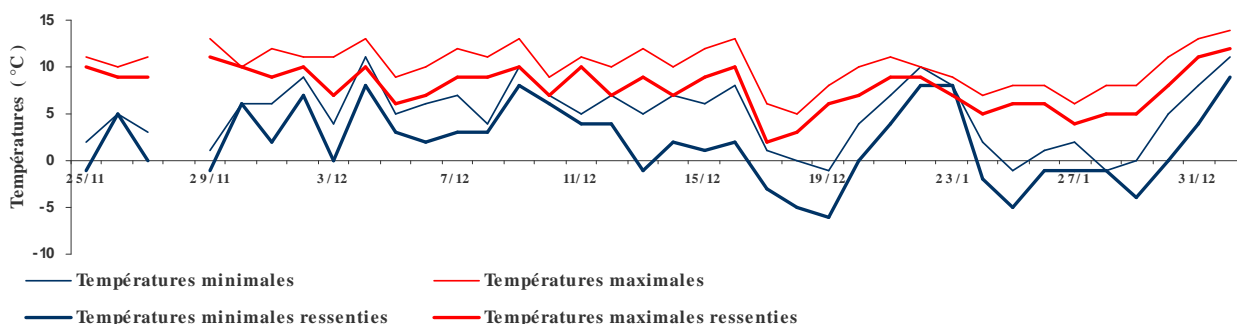 15
10
5
0
-5
-10
Températures ( °C)
25/11 29/11 3/12 7/12 11/12 15/12 19/12 23/1 27/1 31/12
Températures minimales Températures maximales
Températures minimales ressenties Températures maximales ressenties